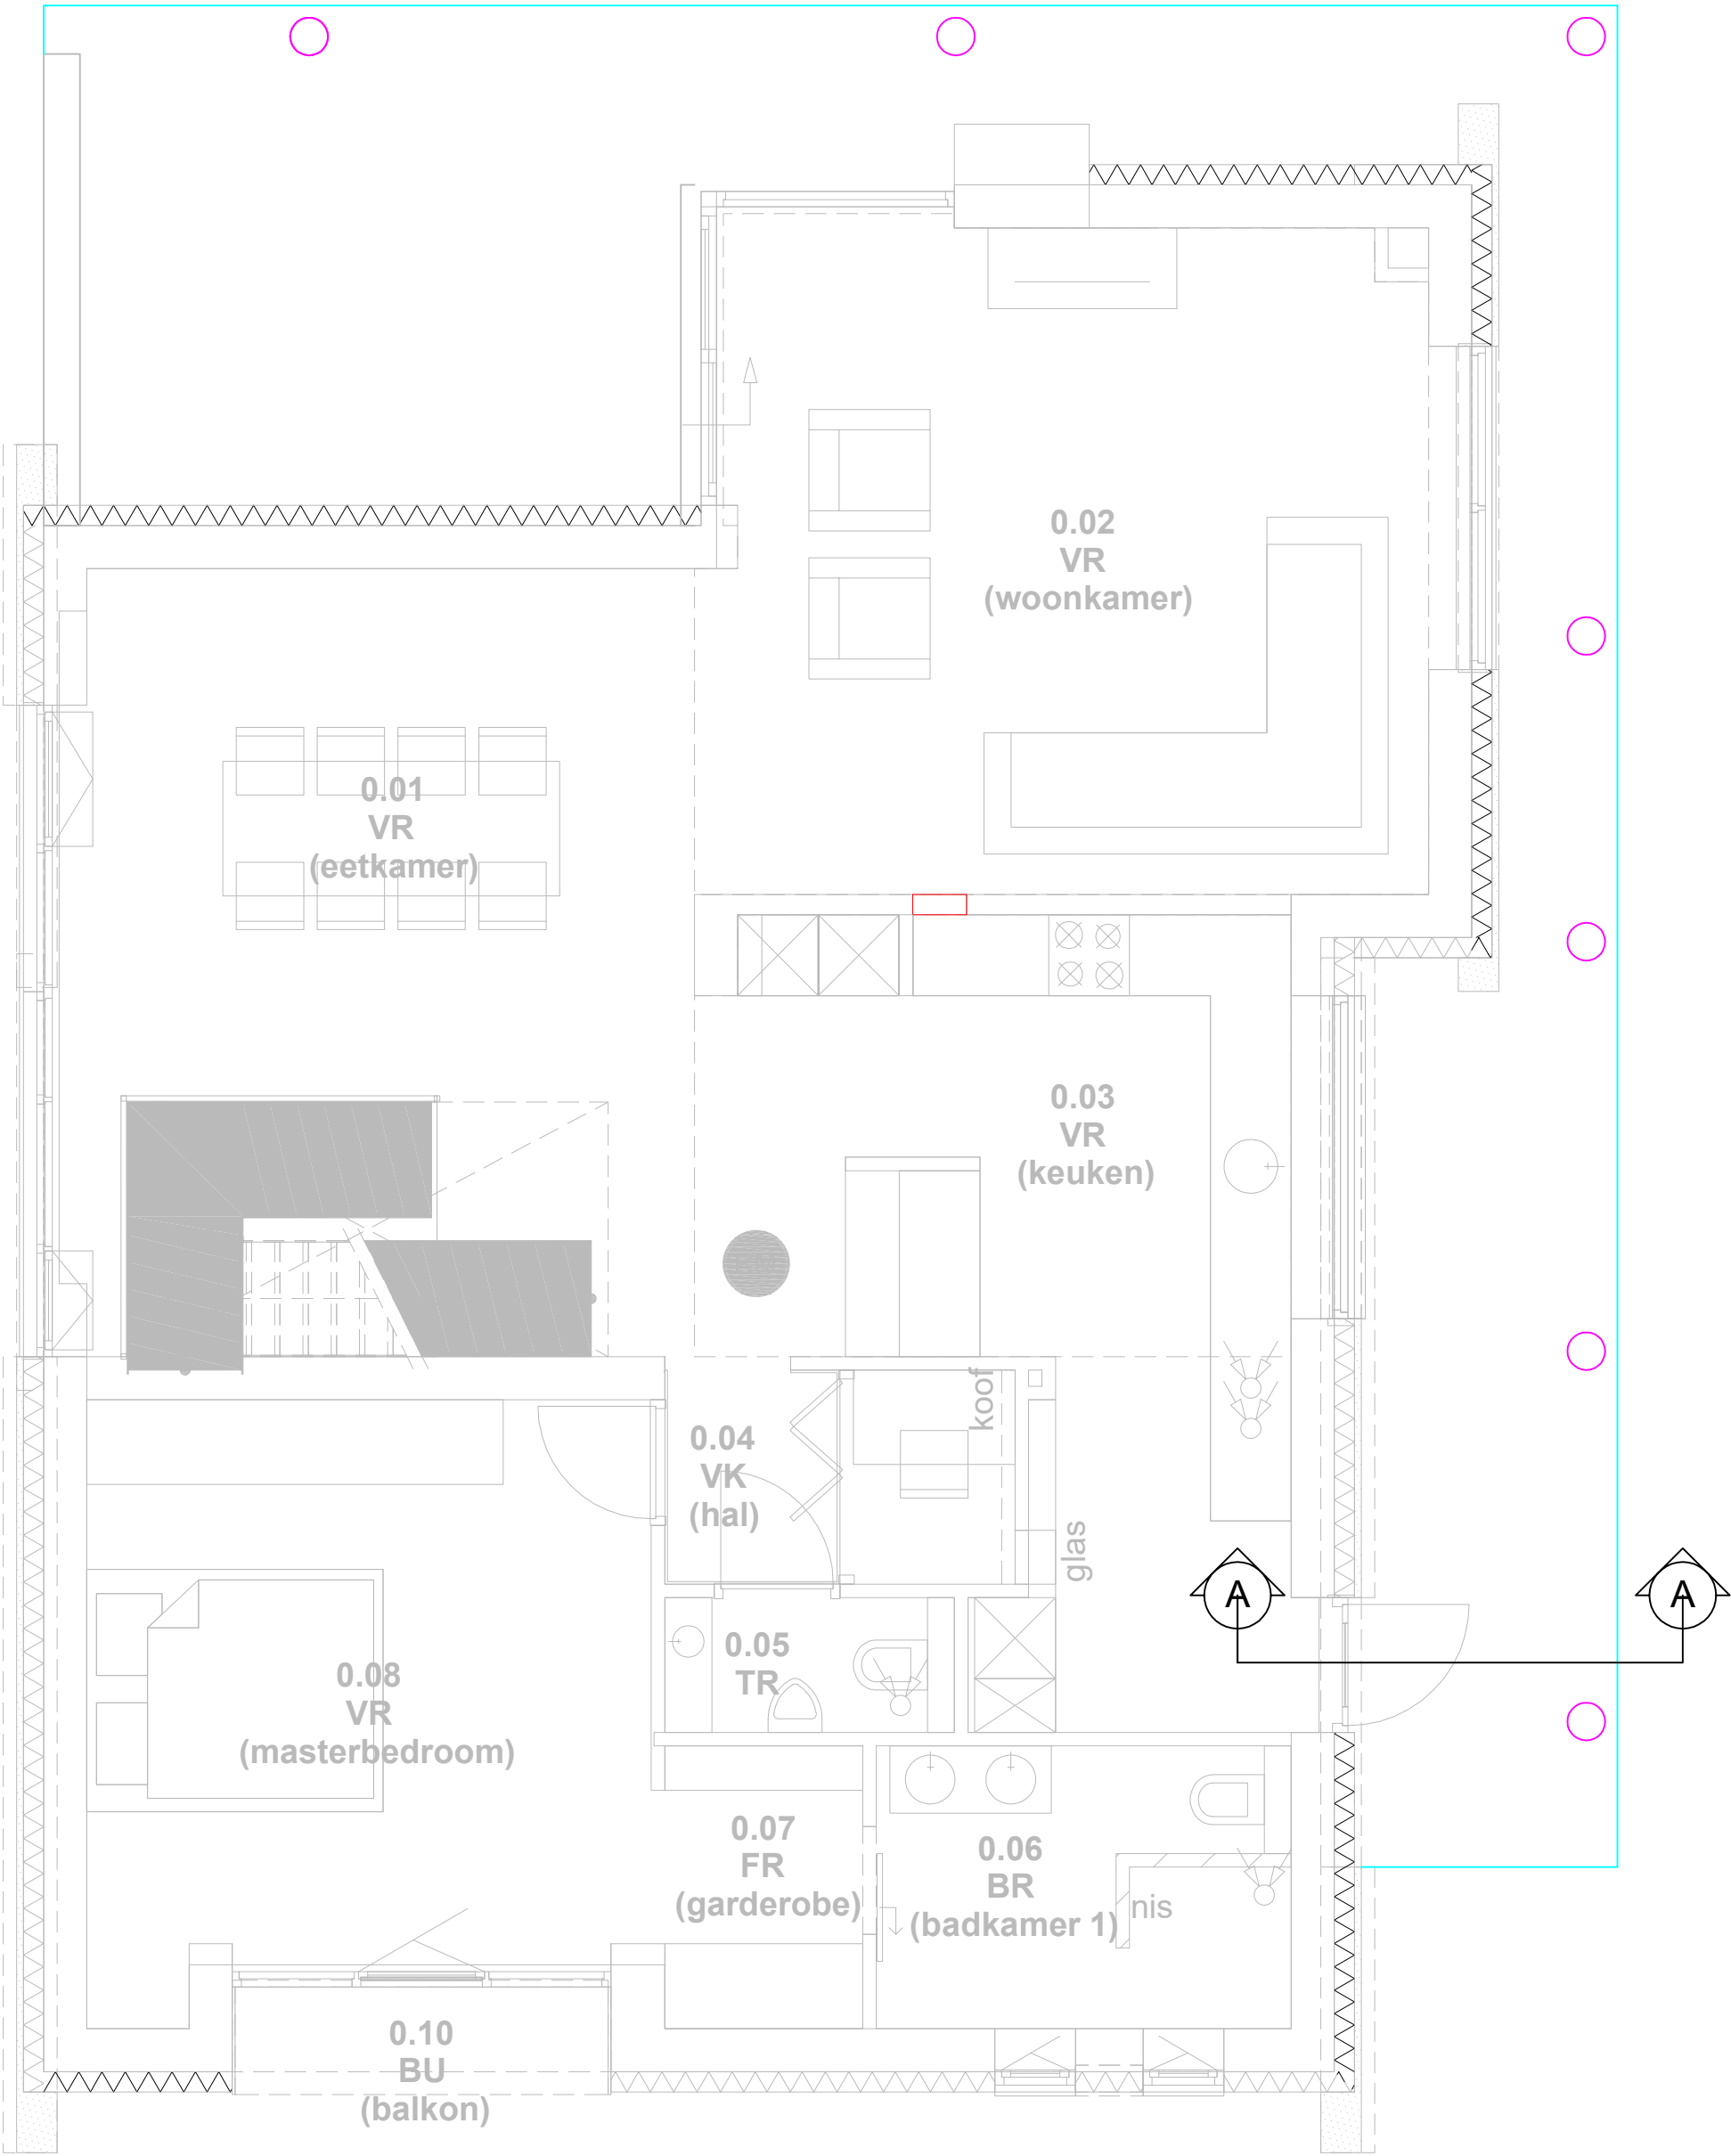 0.02
VR
(woonkamer)
0.01
VR
(eetkamer)
0.03
VR
(keuken)
koof
0.04
VK
(hal)
glas
A
A
0.05
TR
0.08
VR
(masterbedroom)
0.07
FR
(garderobe)
0.06
BR
(badkamer 1)
nis
0.10
BU
(balkon)